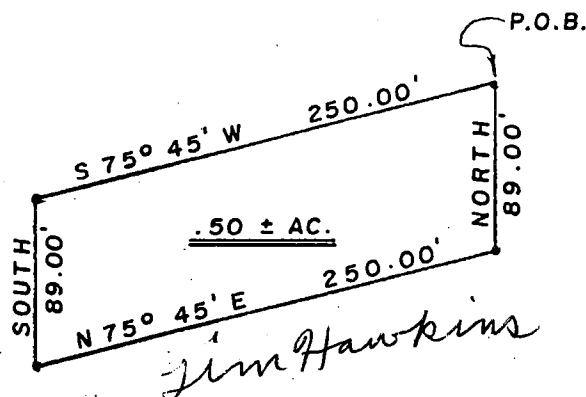 P.O.B.
S 75° 45' W 250.00'
NORTH
89.00'
SOUTH
89.00'
.50 ± AC.
N 75° 45' E 250.00'
Jim Hawkins